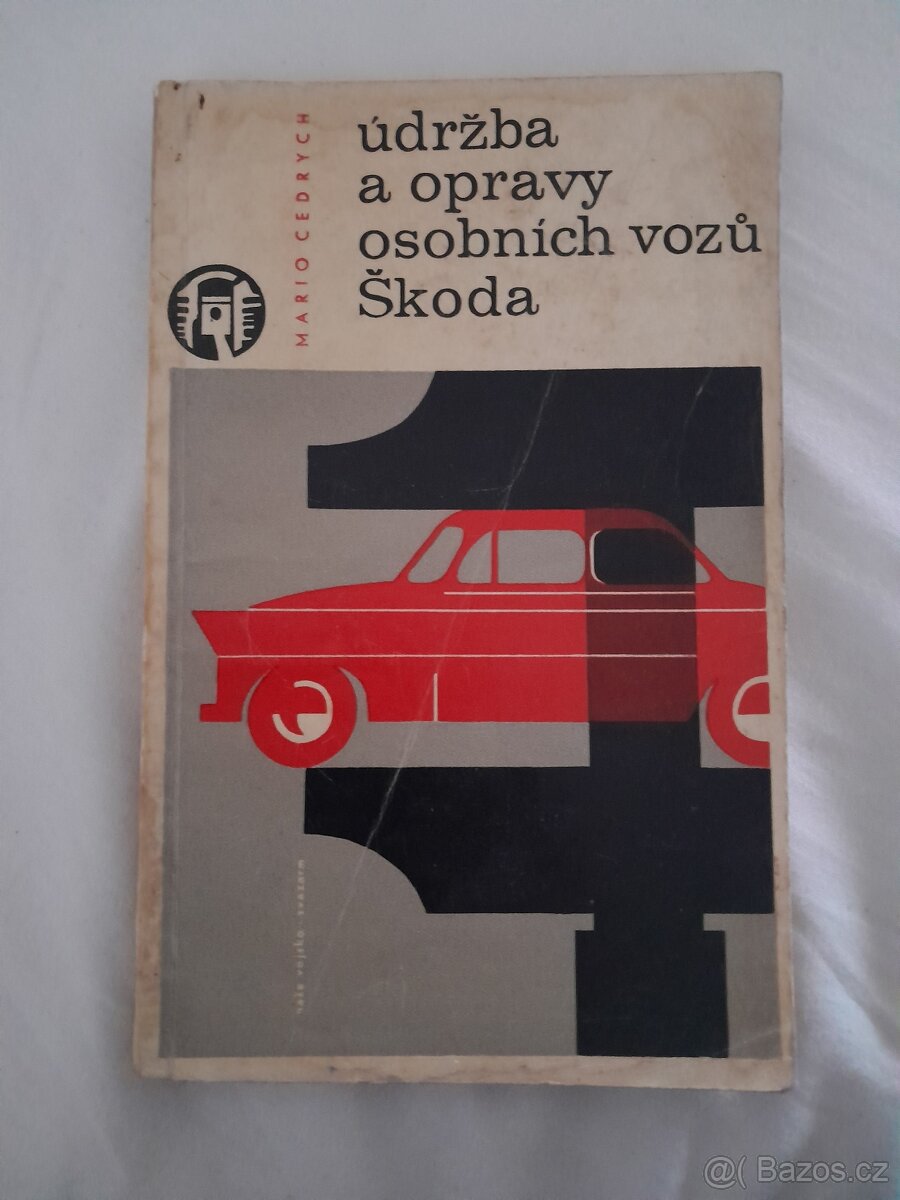 MARIO CEDRYCH
údržba
a opravy
osobních vozů
Škoda
naše vojsko · svazarm
@( Bazos.cz